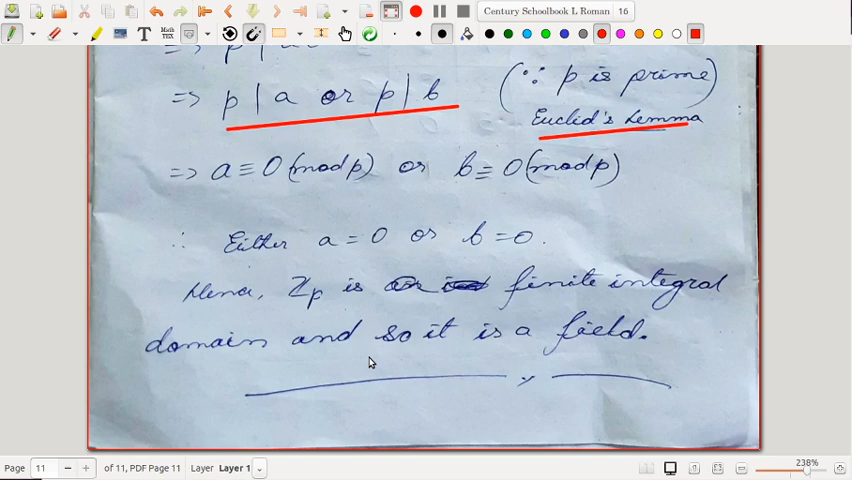 Century Schoolbook L Roman 16
Math
TEX
=> p | a or p | b (∵ p is prime)
Euclid's Lemma
=> a ≡ 0 (mod p) or b ≡ 0 (mod p)
∴ Either a = 0 or b = 0.
Hence, Zp is finite integral
domain and so it is a field.
Page 11 of 11, PDF Page 11 Layer Layer 1 238%